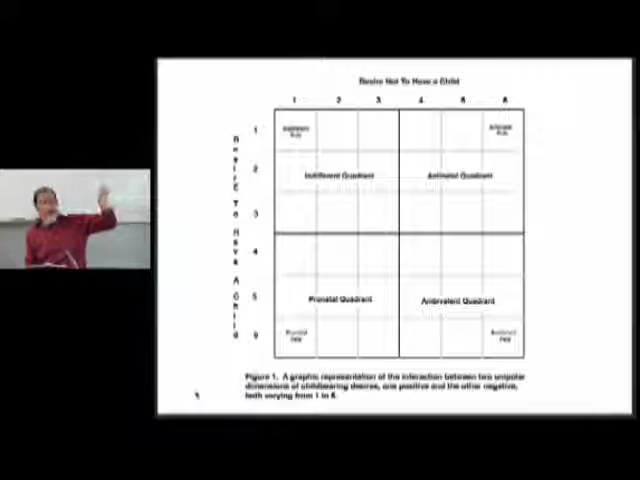 Desire Not To Have a Child
1 2 3 4 5 6
Desire To Have A Child
1
2
3
4
5
6
Indifferent Quadrant
Antinatal Quadrant
Pronatal Quadrant
Ambivalent Quadrant
Figure 1. A graphic representation of the interaction between two unipolar
dimensions of childbearing desire, one positive and the other negative,
both varying from 1 to 6.